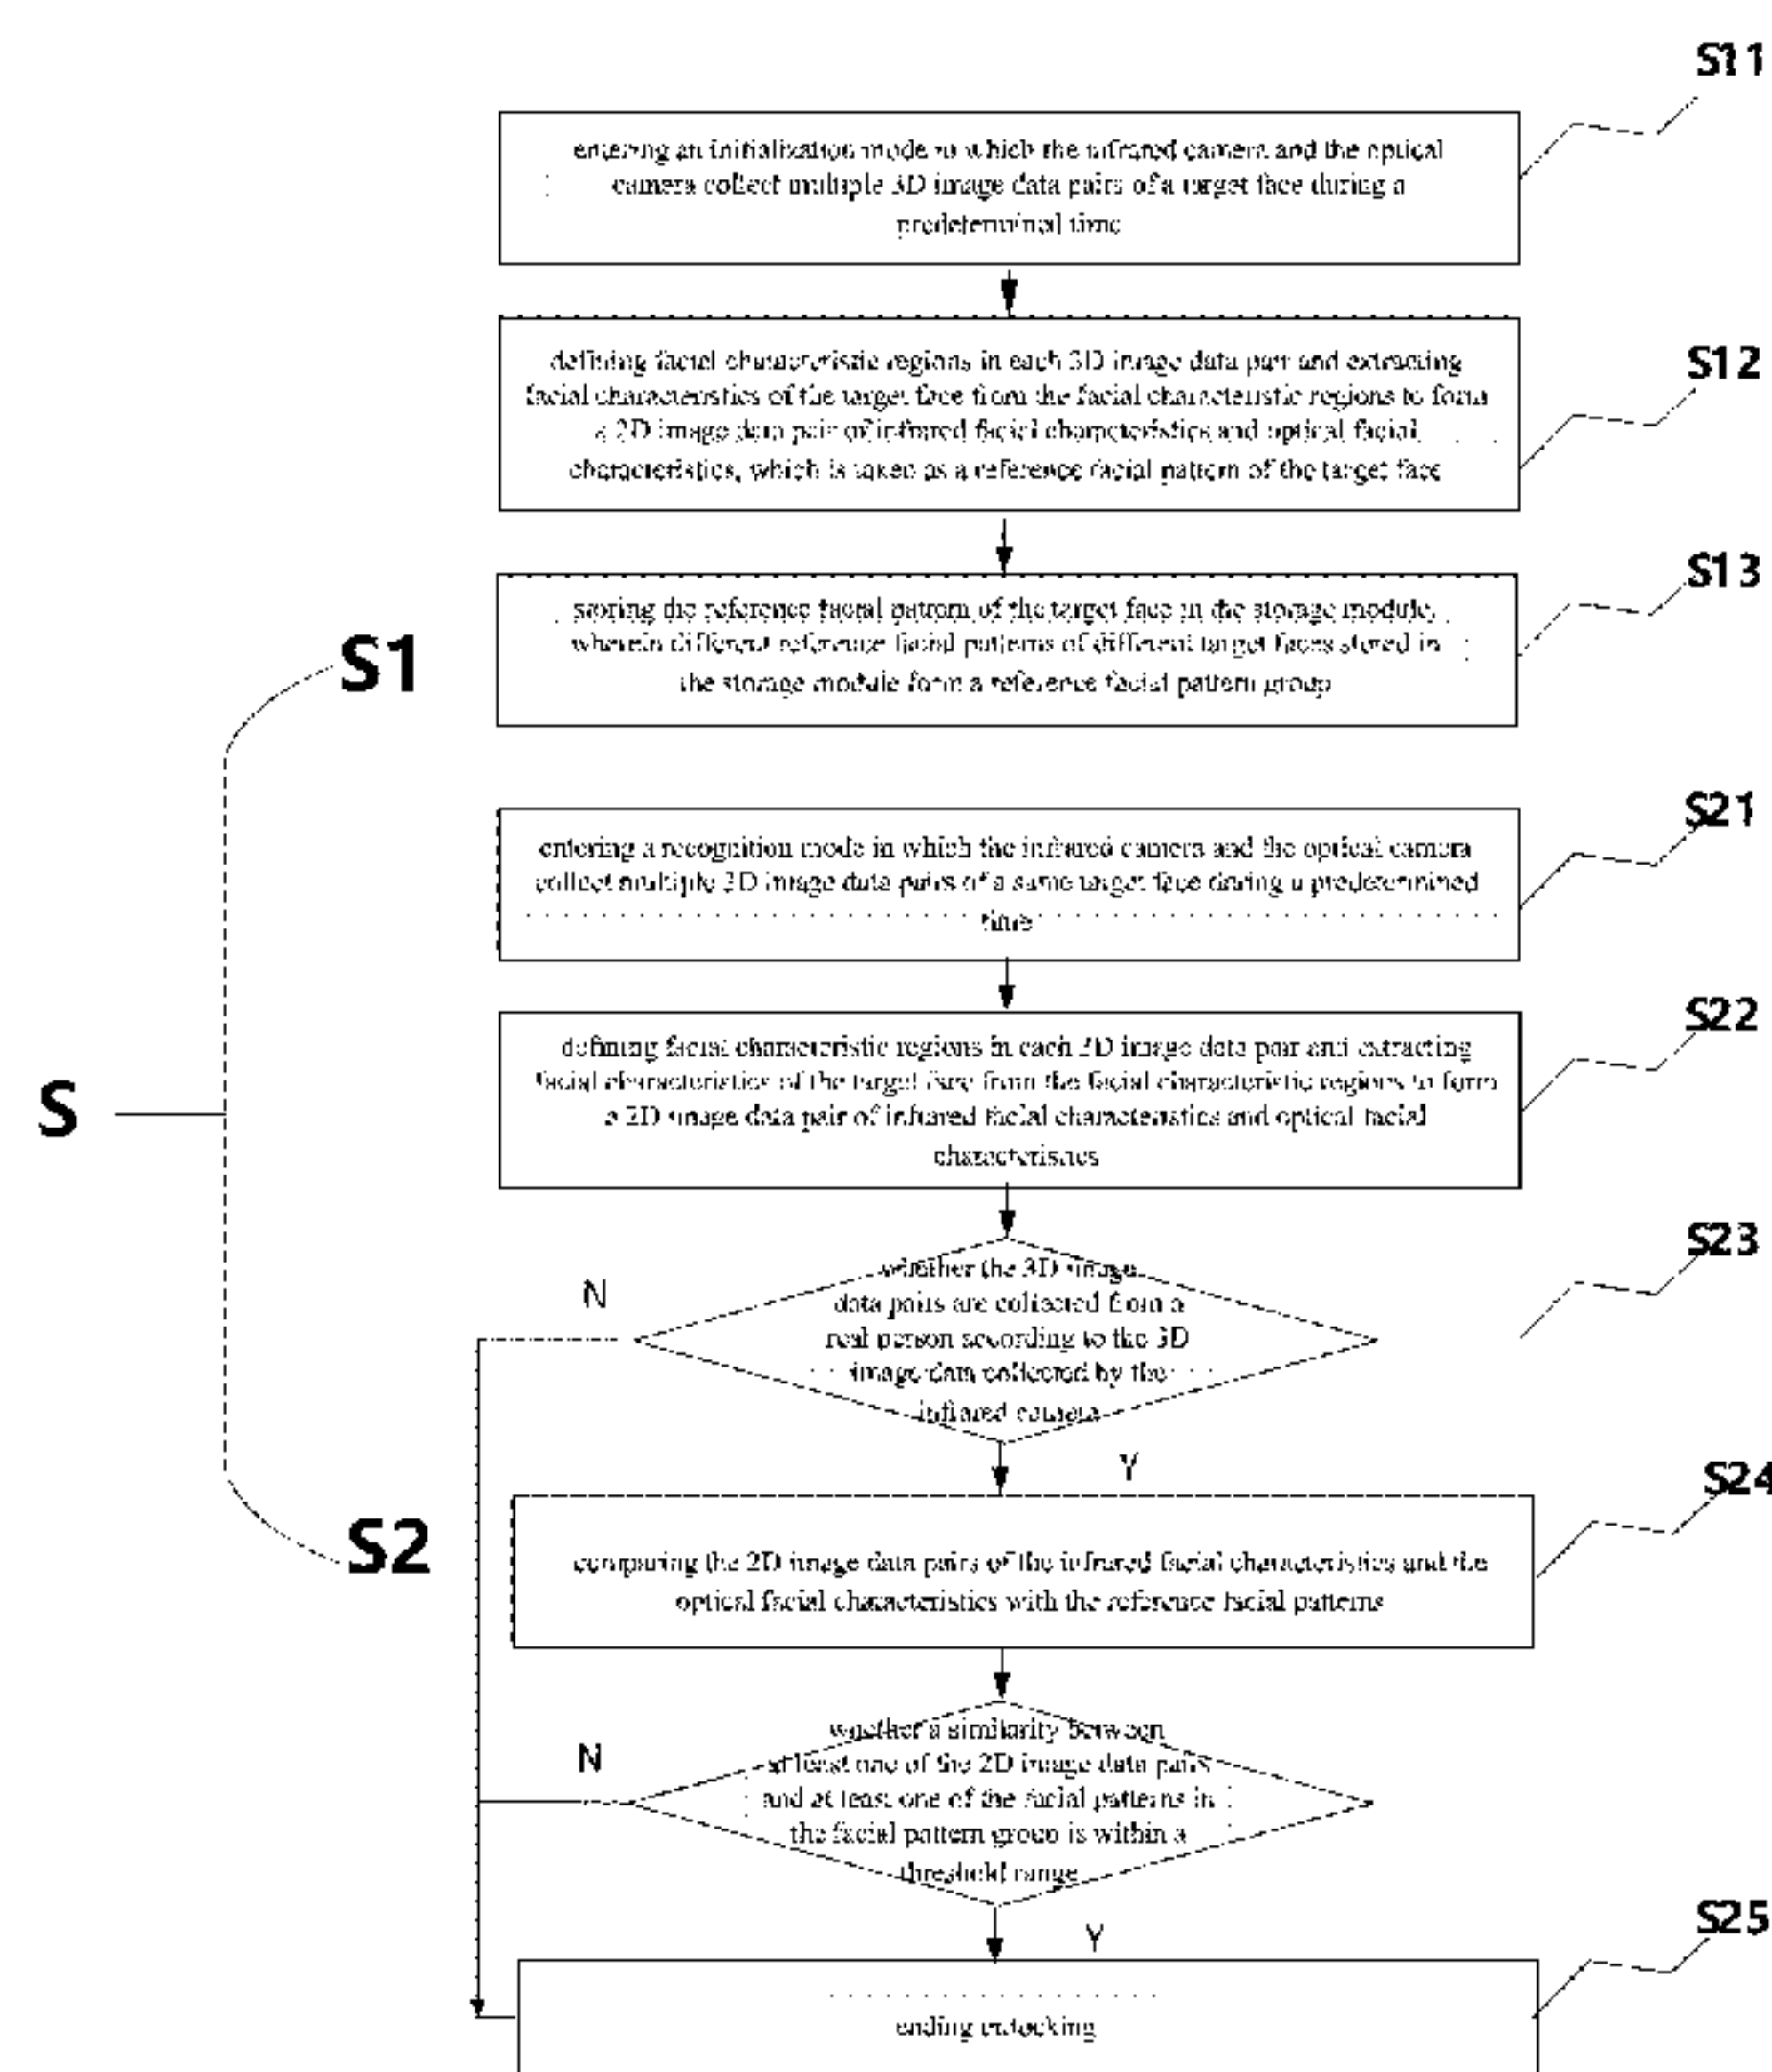 S11
entering an initialization mode in which the infrared camera and the optical
camera collect multiple 3D image data pairs of a target face during a
predeterminal time
S12
defining facial characteristic regions in each 3D image data pair and extracting
facial characteristics of the target face from the facial characteristic regions to form
a 2D image data pair of infrared facial characteristics and optical facial
characteristics, which is taken as a reference facial pattern of the target face
S13
storing the reference facial pattern of the target face in the storage module,
wherein different reference facial patterns of different target faces stored in
the storage module form a reference facial pattern group
S1
S21
entering a recognition mode in which the infrared camera and the optical camera
collect multiple 3D image data pairs of a same target face during a predetermined
time
S22
defining facial characteristic regions in each 3D image data pair and extracting
facial characteristics of the target face from the facial characteristic regions to form
a 2D image data pair of infrared facial characteristics and optical facial
characteristics
S
S23
N
whether the 3D image
data pairs are collected from a
real person according to the 3D
image data collected by the
infrared camera
Y
S24
S2
comparing the 2D image data pairs of the infrared facial characteristics and the
optical facial characteristics with the reference facial patterns
N
whether a similarity between
at least one of the 2D image data pairs
and at least one of the facial patterns in
the facial pattern group is within a
threshold range
Y
S25
ending